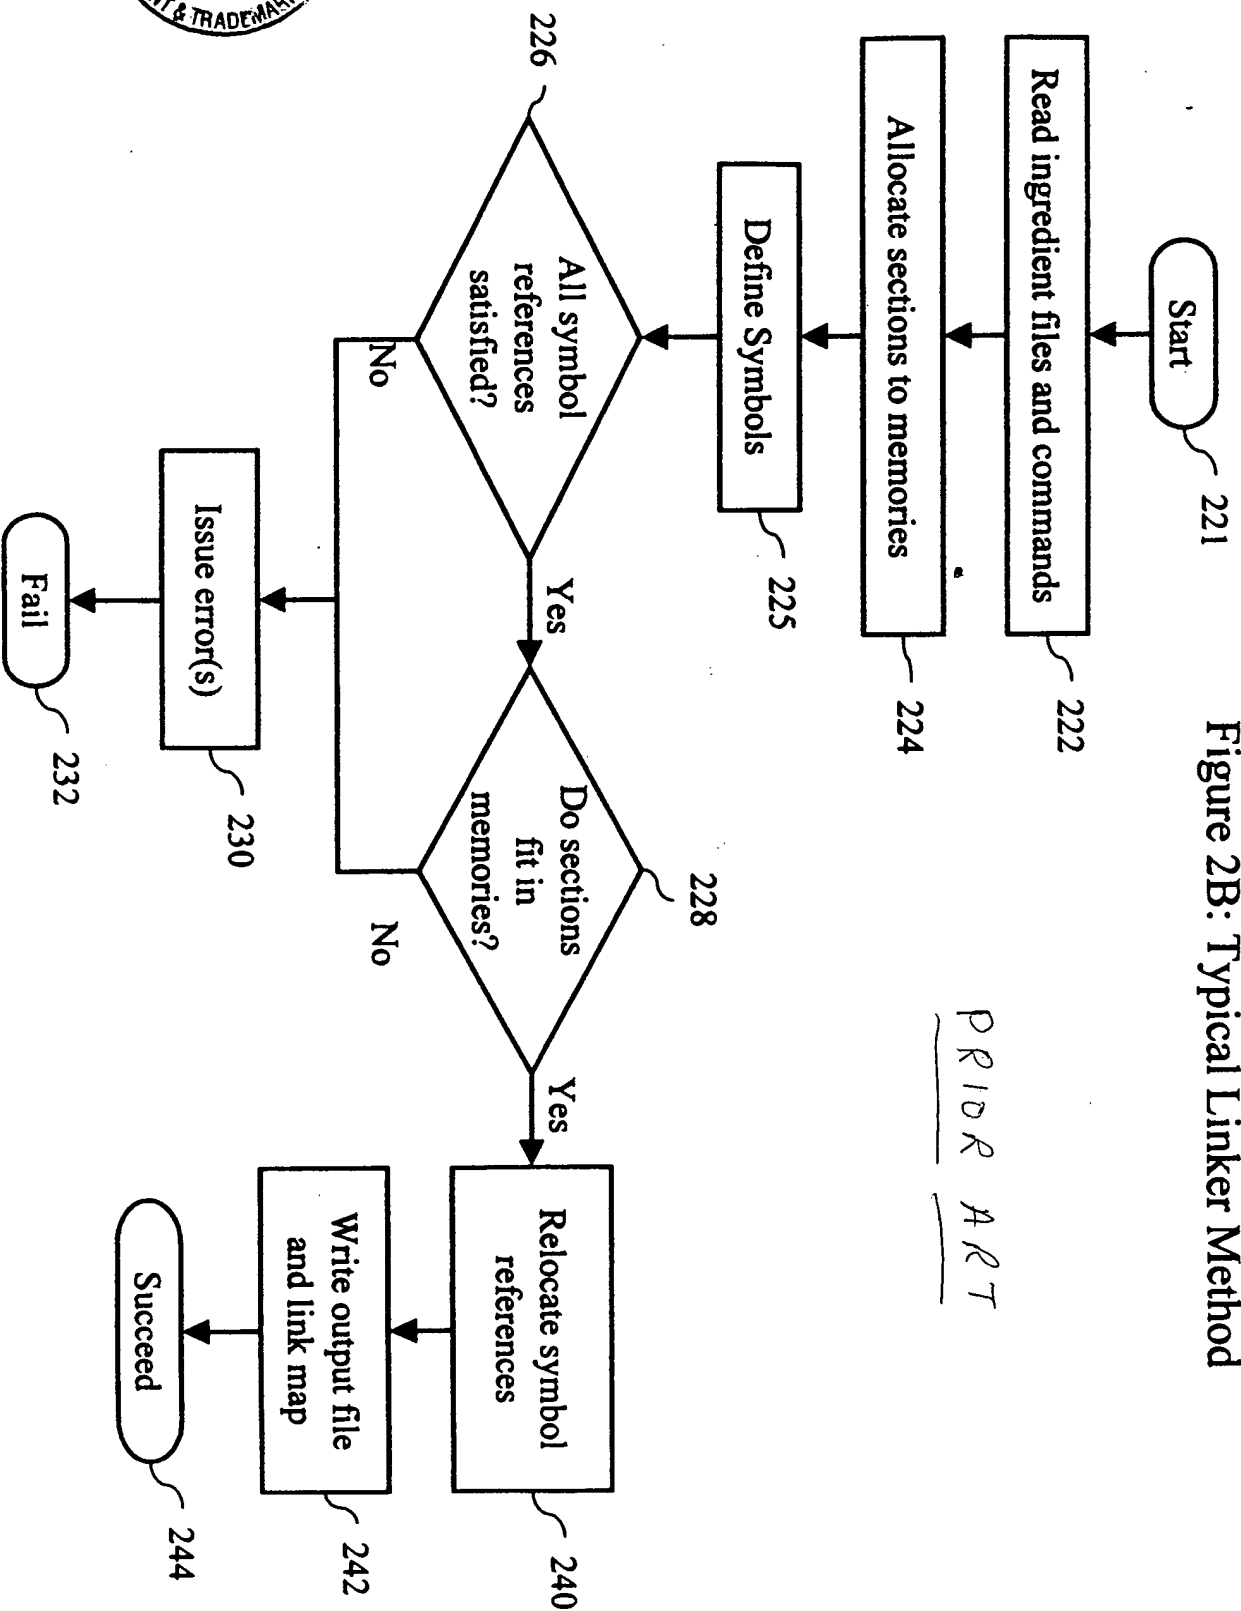 Figure 2B: Typical Linker Method
PRIOR ART
Start
221
Read ingredient files and commands
222
Allocate sections to memories
224
Define Symbols
225
226
All symbol
references
satisfied?
Yes
No
228
Do sections
fit in
memories?
Yes
No
Issue error(s)
230
Fail
232
Relocate symbol
references
240
Write output file
and link map
242
Succeed
244
& TRADEMAR